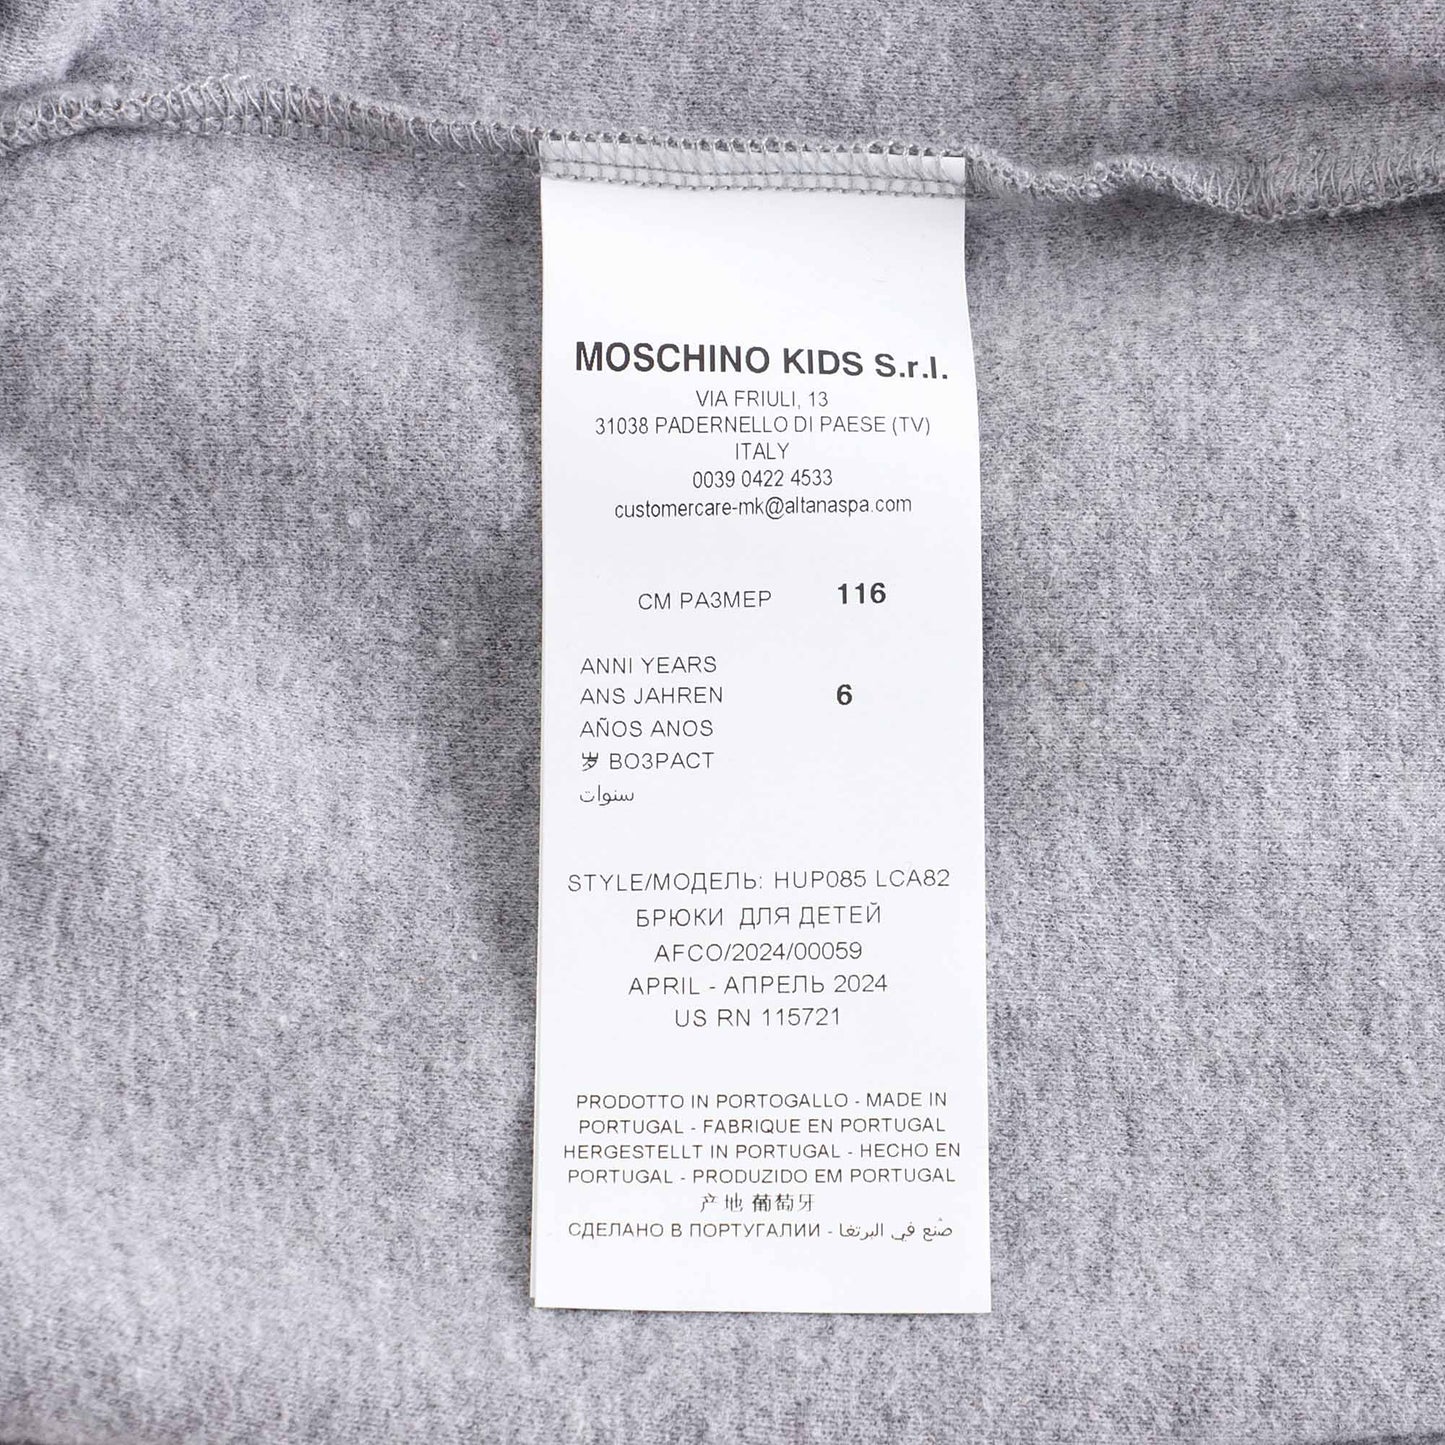 MOSCHINO KIDS S.r.l.
VIA FRIULI, 13
31038 PADERNELLO DI PAESE (TV)
ITALY
0039 0422 4533
customercare-mk@altanaspa.com
СМ РАЗМЕР 116
ANNI YEARS
ANS JAHREN 6
AÑOS ANOS
岁 ВОЗРАСТ
سنوات
STYLE/МОДЕЛЬ: HUP085 LCA82
БРЮКИ ДЛЯ ДЕТЕЙ
AFCO/2024/00059
APRIL - АПРЕЛЬ 2024
US RN 115721
PRODOTTO IN PORTOGALLO - MADE IN
PORTUGAL - FABRIQUE EN PORTUGAL
HERGESTELLT IN PORTUGAL - HECHO EN
PORTUGAL - PRODUZIDO EM PORTUGAL
产地 葡萄牙
СДЕЛАНО В ПОРТУГАЛИИ - صُنع في البرتغا